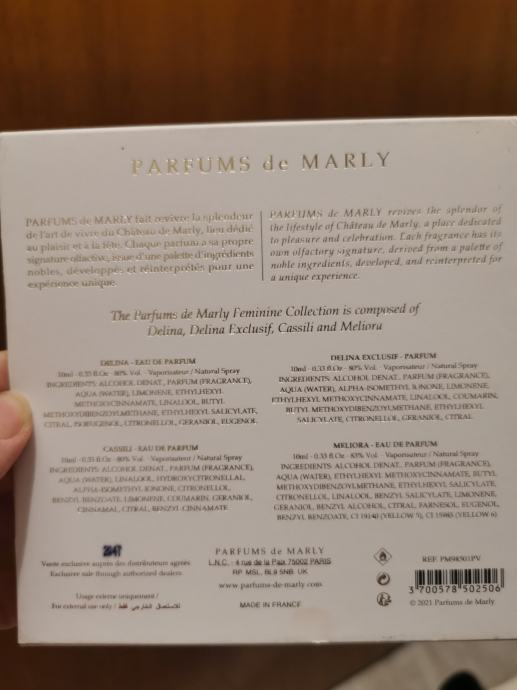 PARFUMS de MARLY
PARFUMS de MARLY fait revivre la splendeur
de l'art de vivre du Château de Marly, lieu dédié
au plaisir et à la fête. Chaque parfum a sa propre
signature olfactive, issue d'une palette d'ingrédients
nobles, développés et réinterprétés pour une
expérience unique.
PARFUMS de MARLY revives the splendor of
the lifestyle of Château de Marly, a place dedicated
to pleasure and celebration. Each fragrance has its
own olfactory signature, derived from a palette of
noble ingredients, developed, and reinterpreted for
a unique experience.
The Parfums de Marly Feminine Collection is composed of
Delina, Delina Exclusif, Cassili and Meliora
DELINA - EAU DE PARFUM
10ml - 0.33 fl.Oz - 80% Vol. - Vaporisateur / Natural Spray
INGREDIENTS: ALCOHOL DENAT., PARFUM (FRAGRANCE),
AQUA (WATER), LIMONENE, ETHYLHEXYL
METHOXYCINNAMATE, LINALOOL, BUTYL
METHOXYDIBENZOYLMETHANE, ETHYLHEXYL SALICYLATE,
CITRAL, ISOEUGENOL, CITRONELLOL, GERANIOL, EUGENOL
DELINA EXCLUSIF - PARFUM
10ml - 0.33 fl.Oz - 80% Vol. - Vaporisateur / Natural Spray
INGREDIENTS: ALCOHOL DENAT., PARFUM (FRAGRANCE),
AQUA (WATER), ALPHA-ISOMETHYL IONONE, LIMONENE,
ETHYLHEXYL METHOXYCINNAMATE, LINALOOL, COUMARIN,
BUTYL METHOXYDIBENZOYLMETHANE, ETHYLHEXYL
SALICYLATE, CITRONELLOL, GERANIOL, CITRAL
CASSILI - EAU DE PARFUM
10ml - 0.33 fl.Oz - 80% Vol. - Vaporisateur / Natural Spray
INGREDIENTS: ALCOHOL DENAT., PARFUM (FRAGRANCE),
AQUA (WATER), LINALOOL, HYDROXYCITRONELLAL,
ALPHA-ISOMETHYL IONONE, CITRONELLOL,
BENZYL BENZOATE, LIMONENE, COUMARIN, GERANIOL,
CINNAMAL, CITRAL, BENZYL CINNAMATE
MELIORA - EAU DE PARFUM
10ml - 0.33 fl.Oz - 83% Vol. - Vaporisateur / Natural Spray
INGREDIENTS: ALCOHOL DENAT., PARFUM (FRAGRANCE),
AQUA (WATER), ETHYLHEXYL METHOXYCINNAMATE, BUTYL
METHOXYDIBENZOYLMETHANE, ETHYLHEXYL SALICYLATE,
CITRONELLOL, LINALOOL, BENZYL SALICYLATE, LIMONENE,
GERANIOL, BENZYL ALCOHOL, CITRAL, FARNESOL, EUGENOL,
BENZYL BENZOATE, CI 19140 (YELLOW 5), CI 15985 (YELLOW 6)
2047
Vente exclusive auprès des distributeurs agréés
Exclusive sale through authorized dealers.
Usage externe uniquement /
For external use only / للاستعمال الخارجي فقط
PARFUMS DE MARLY
L.N.C. - 4 rue de la Paix 75002 PARIS
RP: MSL, BL9 5NB. UK
www.parfums-de-marly.com
MADE IN FRANCE
REF. PM98501PV
3 700578 502506
© 2021 Parfums de Marly